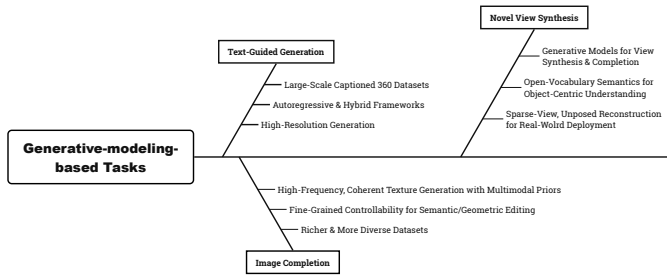 Novel View Synthesis
Generative Models for View
Synthesis & Completion
Open-Vocabulary Semantics for
Object-Centric Understanding
Sparse-View, Unposed Reconstruction
for Real-Wolrd Deployment
Text-Guided Generation
Large-Scale Captioned 360 Datasets
Autoregressive & Hybrid Frameworks
High-Resolution Generation
Generative-modeling-
based Tasks
High-Frequency, Coherent Texture Generation with Multimodal Priors
Fine-Grained Controllability for Semantic/Geometric Editing
Richer & More Diverse Datasets
Image Completion